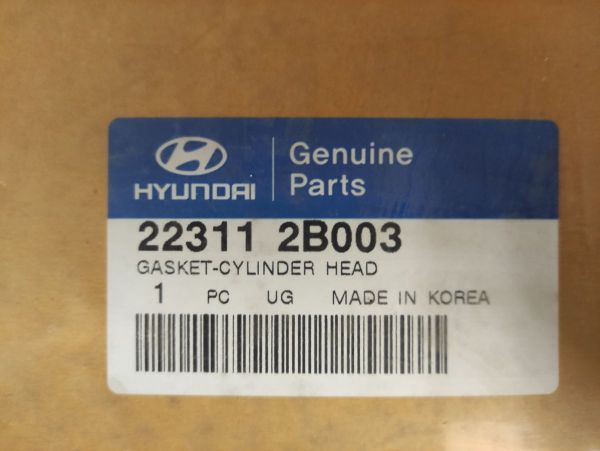 HYUNDAI
Genuine
Parts
22311 2B003
GASKET-CYLINDER HEAD
1 PC UG MADE IN KOREA